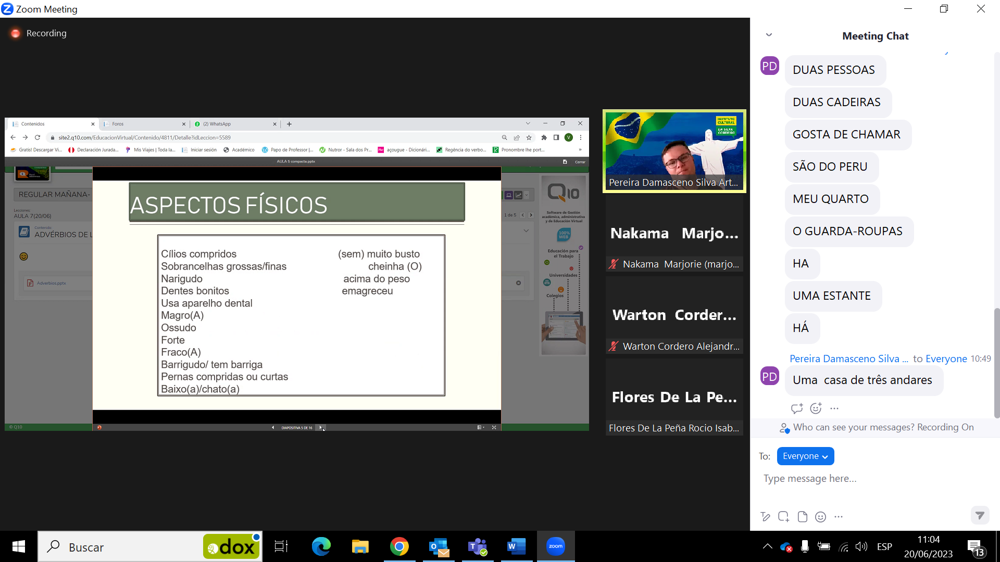 Zoom Meeting
Recording
Contenidos
Foros
(2) WhatsApp
site2.q10.com/EducacionVirtual/Contenido/4811/Detalle?idLeccion=5589
Gratis! Descargar Vi...
Declaración Jurada...
Mis Viajes | Toda la...
Iniciar sesión
Académico
Papo de Professor |...
Nutror - Sala dos Pr...
açougue - Dicionári...
Regência do verbo...
Pronombre lhe port...
AULA 5 compacta.pptx
Cerrar
REGULAR MAÑANA-
Lecciones:
AULA 7(20/06)
Contenido:
ADVÉRBIOS DE L
Adverbios.pptx
1 de 5
ASPECTOS FÍSICOS
Cílios compridos (sem) muito busto
Sobrancelhas grossas/finas cheinha (O)
Narigudo acima do peso
Dentes bonitos emagreceu
Usa aparelho dental
Magro(A)
Ossudo
Forte
Fraco(A)
Barrigudo/ tem barriga
Pernas compridas ou curtas
Baixo(a)/chato(a)
Q10
Software de Gestión
académica, administrativa
y de Educación Virtual
100%
WEB
Educación para
el Trabajo
Universidades
Colegios
© Q10
DIAPOSITIVA 5 DE 16
INSTITUTO
CULTURAL
DA SILVA
CORDEIRO
Pereira Damasceno Silva Art...
Nakama Marjo...
Nakama Marjorie (marjo...
Warton Corder...
Warton Cordero Alejandr...
Flores De La Pe...
Flores De La Peña Rocio Isab...
Meeting Chat
PD
DUAS PESSOAS
DUAS CADEIRAS
GOSTA DE CHAMAR
SÃO DO PERU
MEU QUARTO
O GUARDA-ROUPAS
HA
UMA ESTANTE
HÁ
Pereira Damasceno Silva ... to Everyone 10:49
PD
Uma casa de três andares
Who can see your messages? Recording On
To: Everyone
Type message here...
Buscar
dox
zoom
ESP
11:04
20/06/2023
13